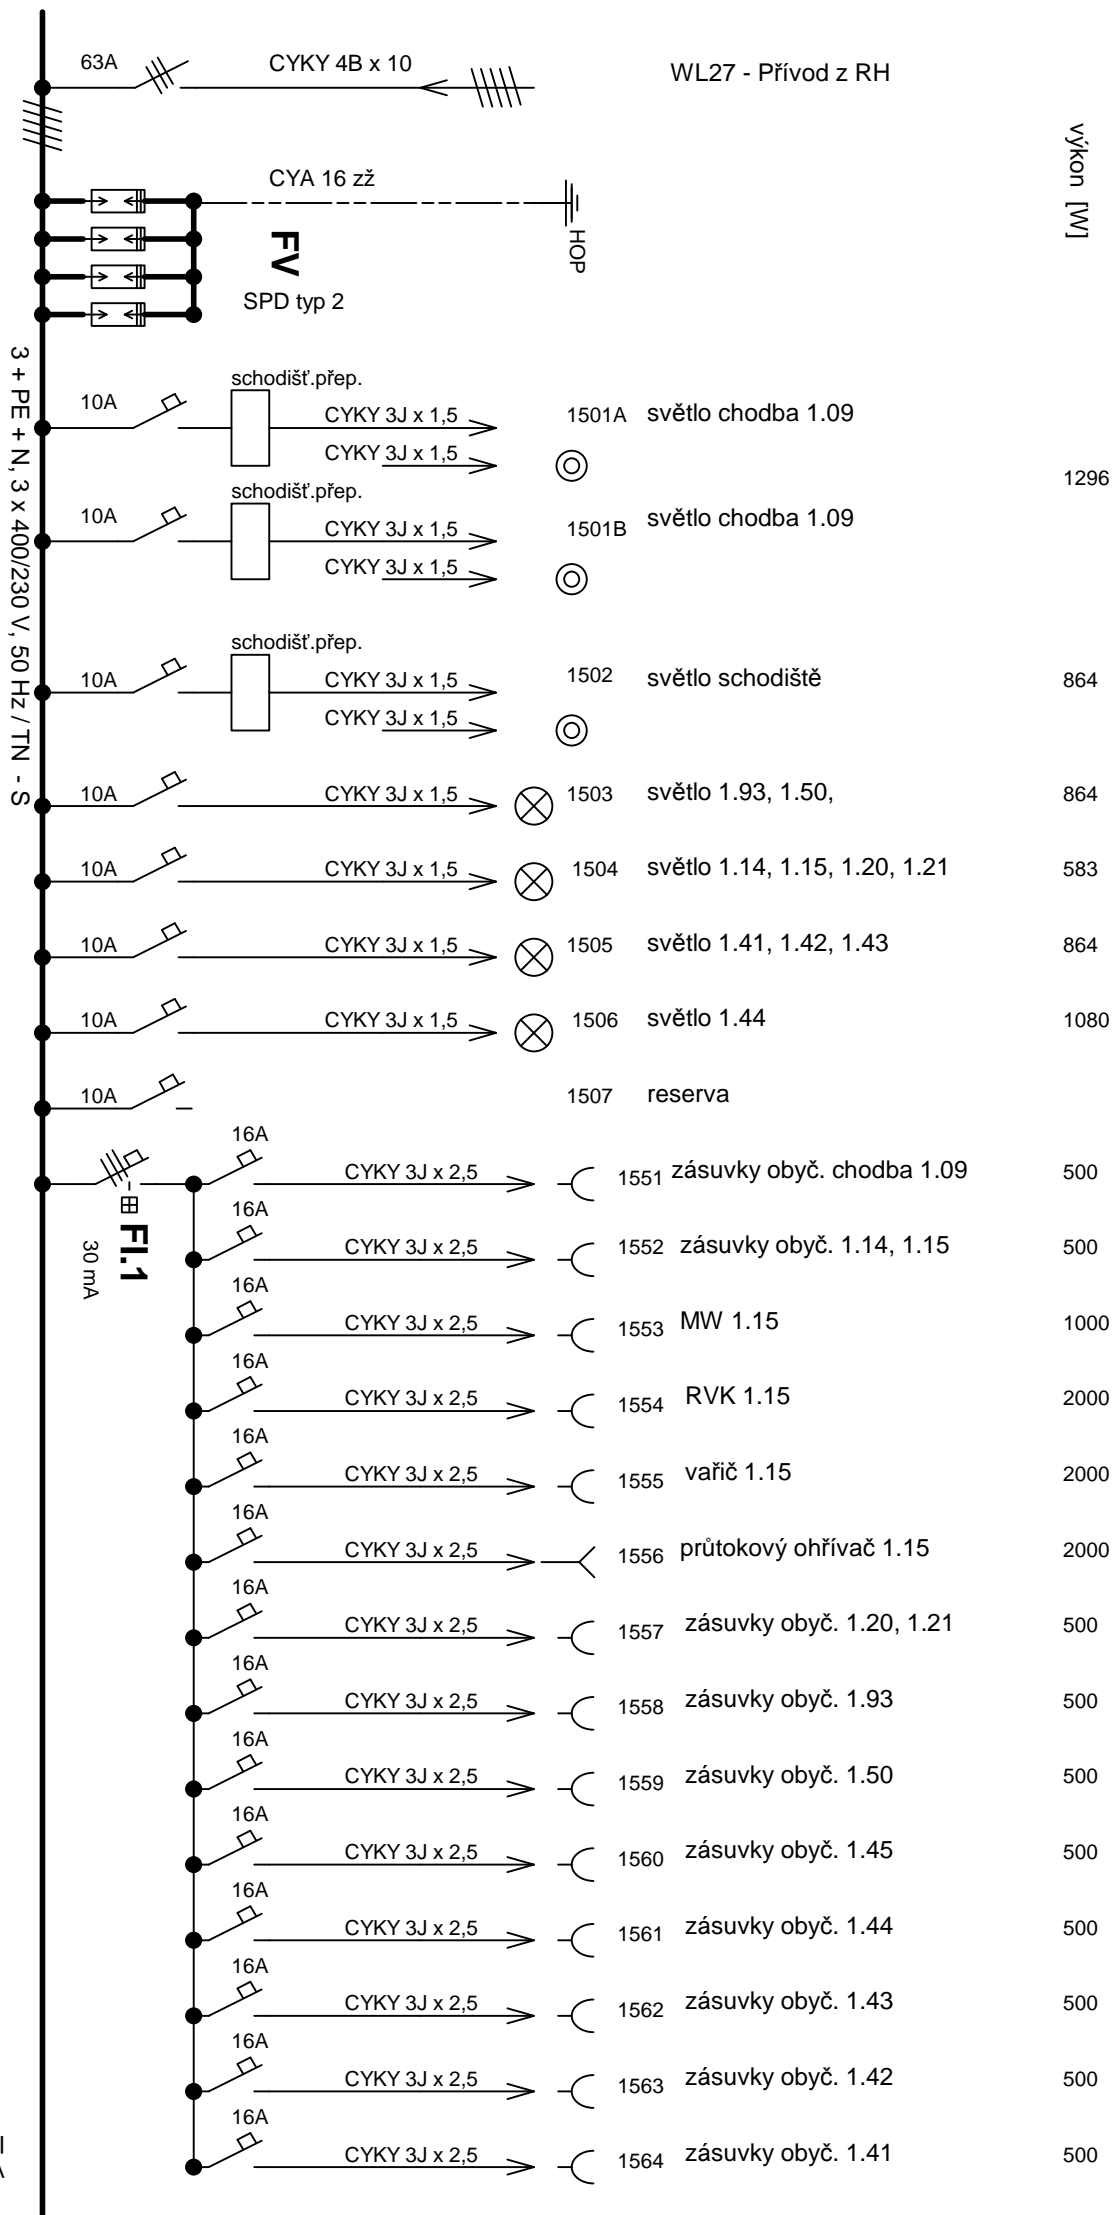 63A CYKY 4B x 10 WL27 - Přívod z RH
výkon [W]
CYA 16 zž
HOP
FV
SPD typ 2
3 + PE + N, 3 x 400/230 V, 50 Hz / TN - S
schodišť.přep.
10A CYKY 3J x 1,5 1501A světlo chodba 1.09
CYKY 3J x 1,5
1296
schodišť.přep.
10A CYKY 3J x 1,5 1501B světlo chodba 1.09
CYKY 3J x 1,5
schodišť.přep.
10A CYKY 3J x 1,5 1502 světlo schodiště 864
CYKY 3J x 1,5
10A CYKY 3J x 1,5 1503 světlo 1.93, 1.50, 864
10A CYKY 3J x 1,5 1504 světlo 1.14, 1.15, 1.20, 1.21 583
10A CYKY 3J x 1,5 1505 světlo 1.41, 1.42, 1.43 864
10A CYKY 3J x 1,5 1506 světlo 1.44 1080
10A 1507 reserva
16A
CYKY 3J x 2,5 1551 zásuvky obyč. chodba 1.09 500
FI.1
30 mA
16A
CYKY 3J x 2,5 1552 zásuvky obyč. 1.14, 1.15 500
16A
CYKY 3J x 2,5 1553 MW 1.15 1000
16A
CYKY 3J x 2,5 1554 RVK 1.15 2000
16A
CYKY 3J x 2,5 1555 vařič 1.15 2000
16A
CYKY 3J x 2,5 1556 průtokový ohřívač 1.15 2000
16A
CYKY 3J x 2,5 1557 zásuvky obyč. 1.20, 1.21 500
16A
CYKY 3J x 2,5 1558 zásuvky obyč. 1.93 500
16A
CYKY 3J x 2,5 1559 zásuvky obyč. 1.50 500
16A
CYKY 3J x 2,5 1560 zásuvky obyč. 1.45 500
16A
CYKY 3J x 2,5 1561 zásuvky obyč. 1.44 500
16A
CYKY 3J x 2,5 1562 zásuvky obyč. 1.43 500
16A
CYKY 3J x 2,5 1563 zásuvky obyč. 1.42 500
16A
CYKY 3J x 2,5 1564 zásuvky obyč. 1.41 500